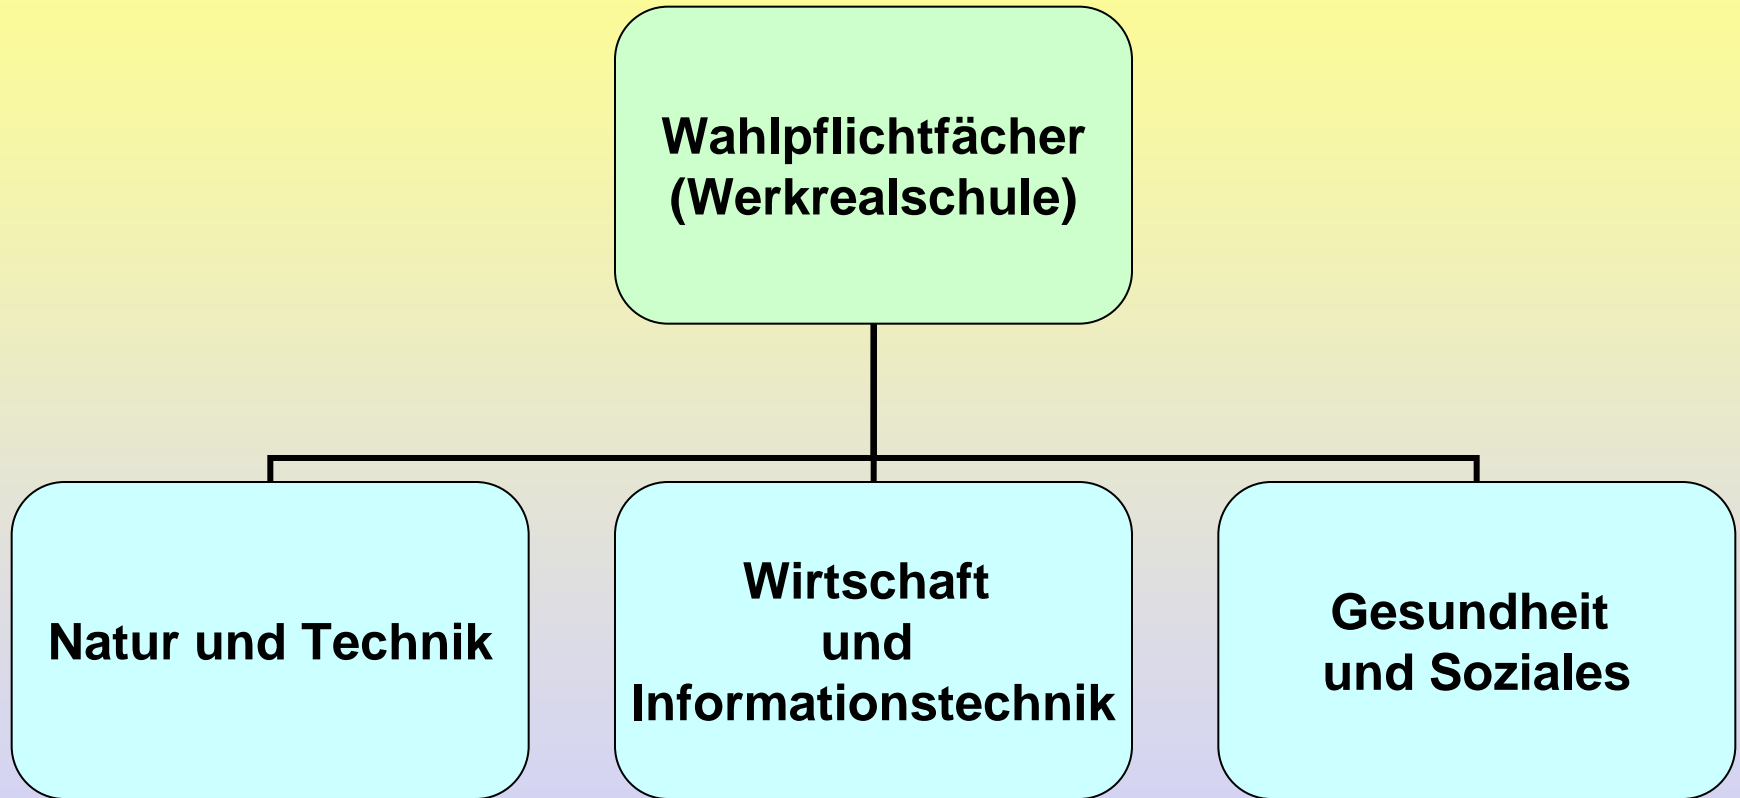 Wahlpflichtfächer
(Werkrealschule)
Natur und Technik
Wirtschaft
und
Informationstechnik
Gesundheit
und Soziales